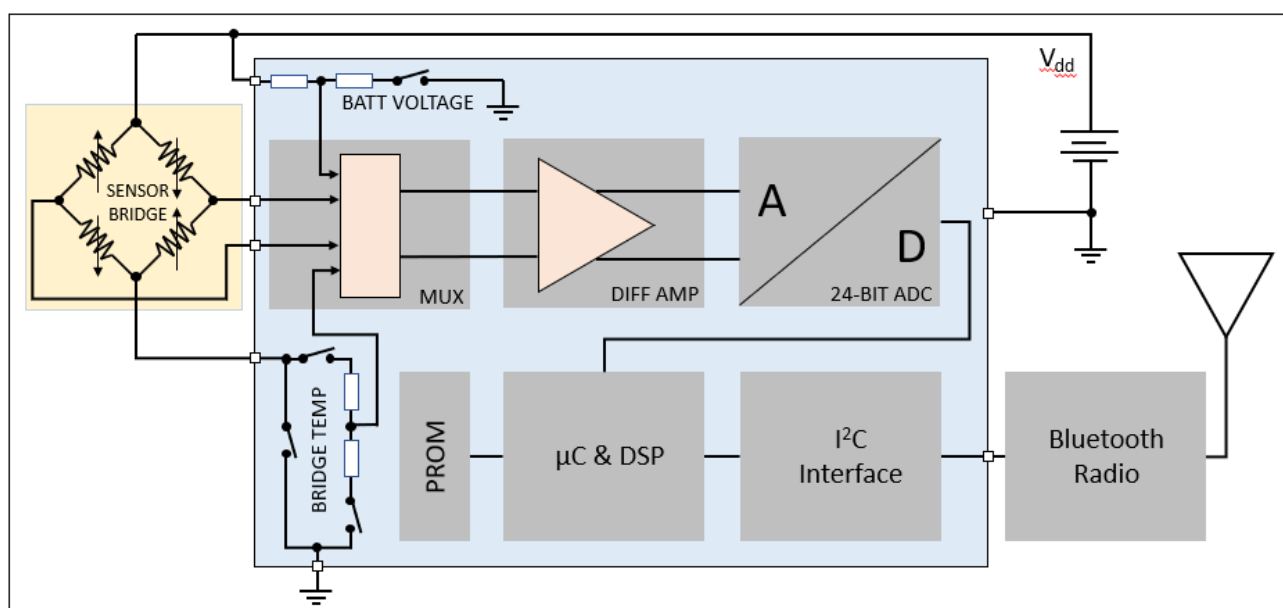 V_dd
BATT VOLTAGE
SENSOR
BRIDGE
A
D
MUX
DIFF AMP
24-BIT ADC
BRIDGE TEMP
PROM
µC & DSP
I²C
Interface
Bluetooth
Radio